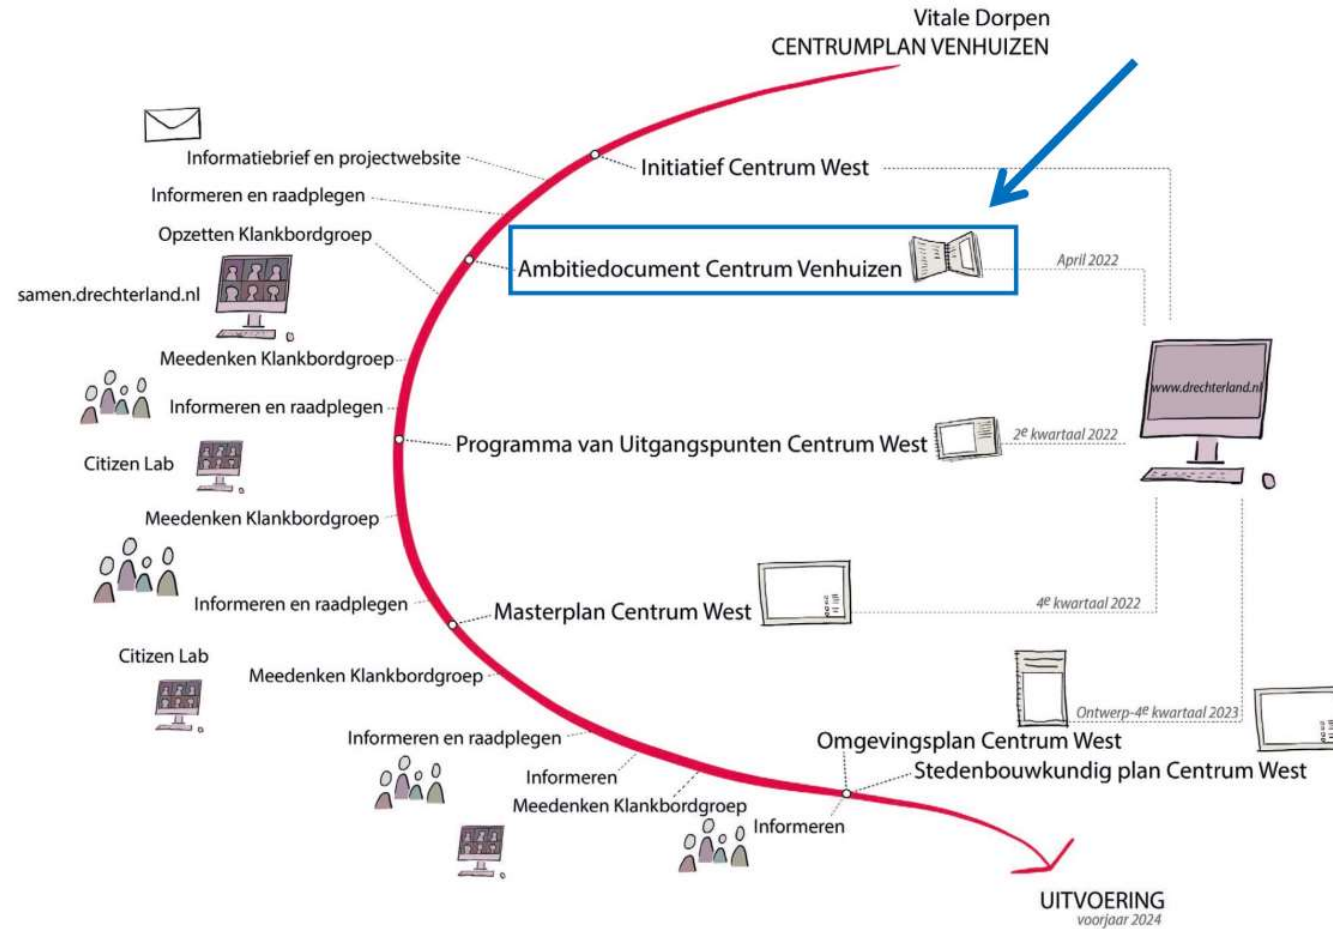 Vitale Dorpen
CENTRUMPLAN VENHUIZEN
Informatiebrief en projectwebsite
Initiatief Centrum West
Informeren en raadplegen
Opzetten Klankbordgroep
Ambitiedocument Centrum Venhuizen
April 2022
samen.drechterland.nl
Meedenken Klankbordgroep
www.drechterland.nl
Informeren en raadplegen
Programma van Uitgangspunten Centrum West
2e kwartaal 2022
Citizen Lab
Meedenken Klankbordgroep
Informeren en raadplegen
Masterplan Centrum West
4e kwartaal 2022
Citizen Lab
Meedenken Klankbordgroep
Ontwerp-4e kwartaal 2023
Informeren en raadplegen
Omgevingsplan Centrum West
Informeren
Stedenbouwkundig plan Centrum West
Meedenken Klankbordgroep
Informeren
UITVOERING
voorjaar 2024